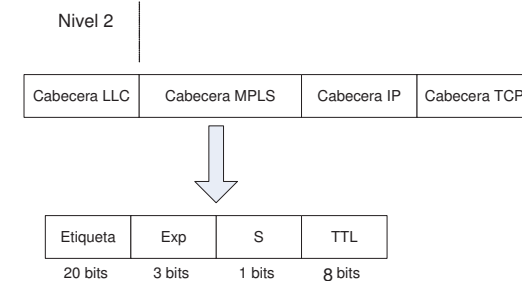 Nivel 2
Cabecera LLC Cabecera MPLS Cabecera IP Cabecera TCP
Etiqueta Exp S TTL
20 bits 3 bits 1 bits 8 bits